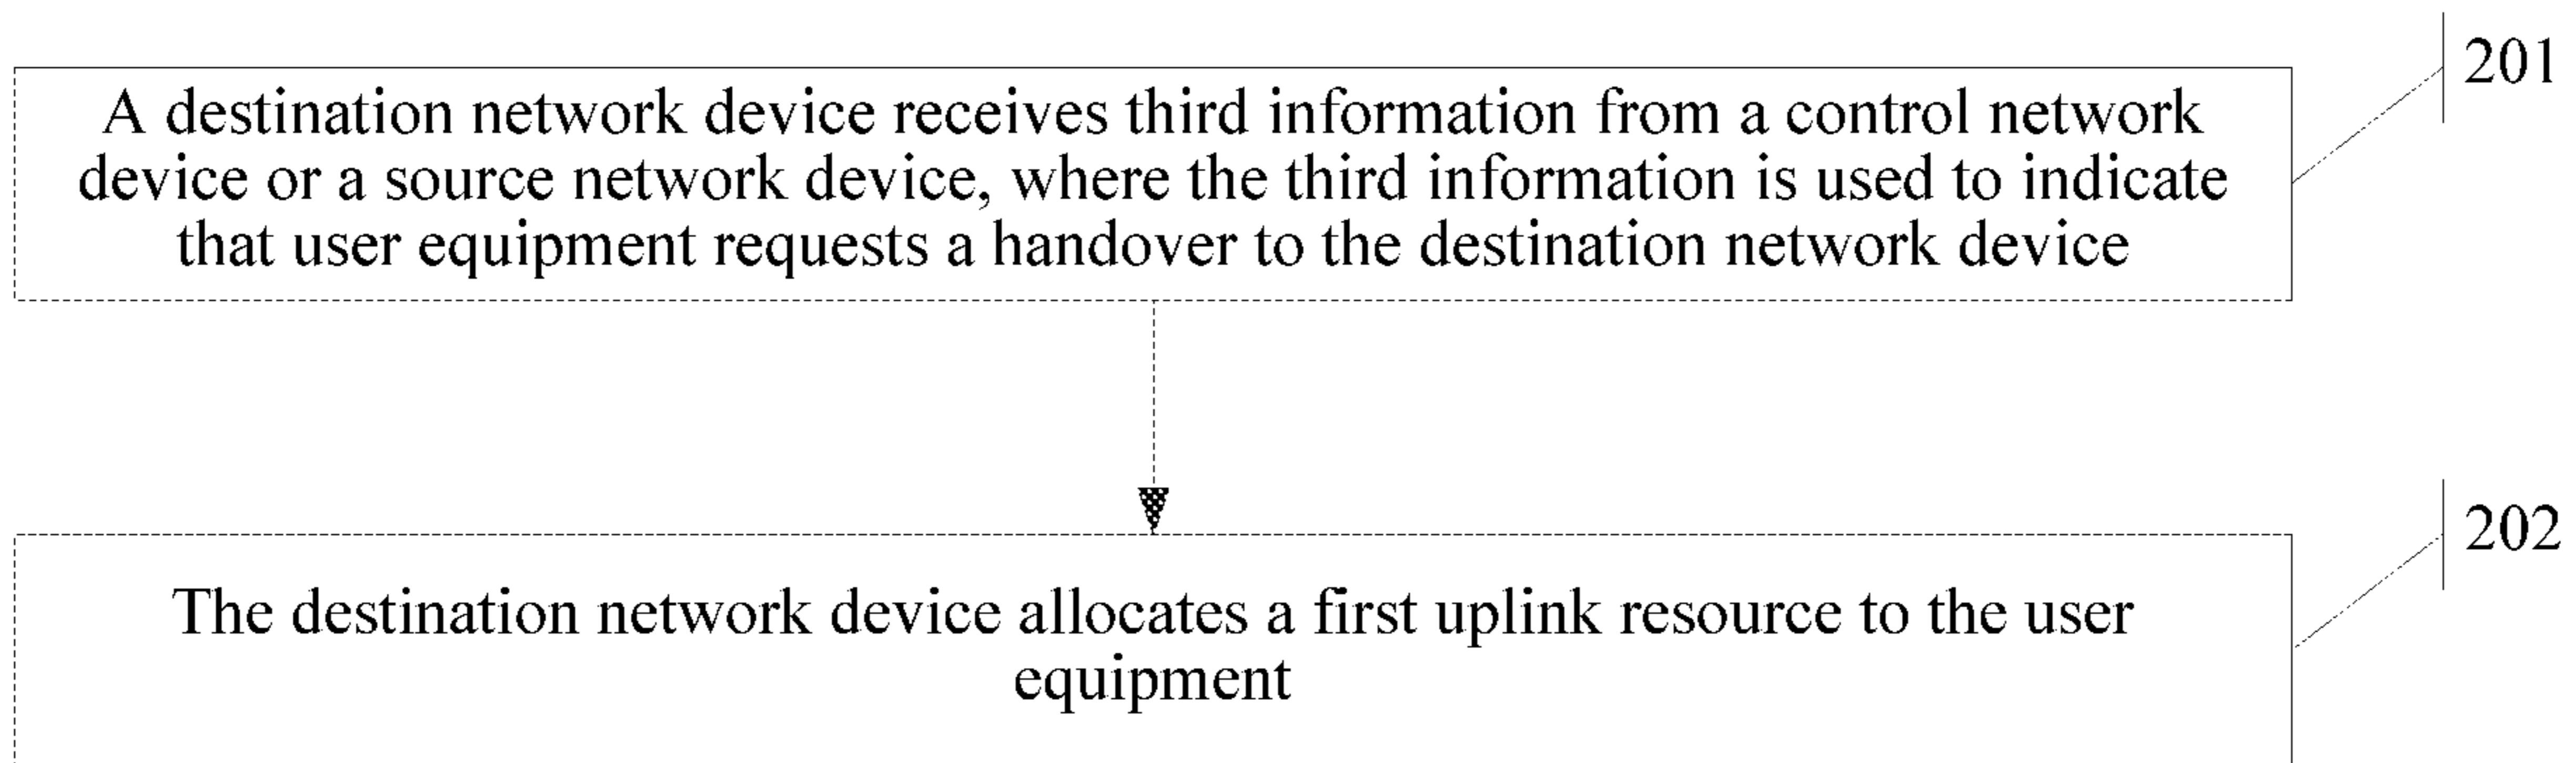 201
A destination network device receives third information from a control network
device or a source network device, where the third information is used to indicate
that user equipment requests a handover to the destination network device
202
The destination network device allocates a first uplink resource to the user
equipment